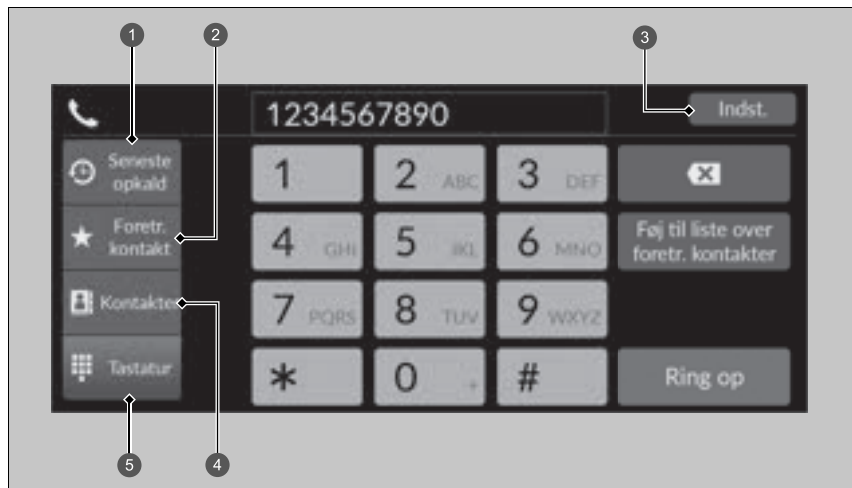 1
2
3
1234567890
Indst.
Seneste
opkald
1
2 ABC
3 DEF
Foretr.
kontakt
4 GHI
5 JKL
6 MNO
Føj til liste over
foretr. kontakter
Kontakter
7 PQRS
8 TUV
9 WXYZ
Tastatur
*
0 +
#
Ring op
5
4